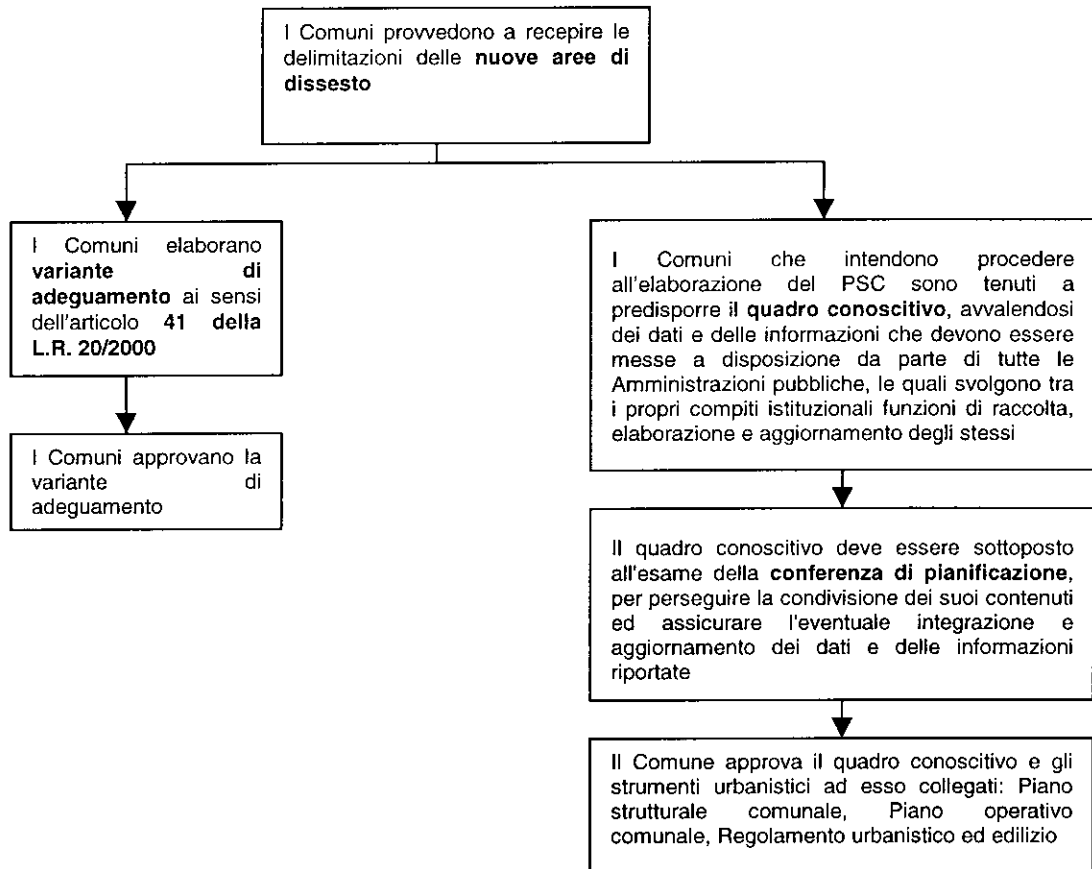 I Comuni provvedono a recepire le
delimitazioni delle nuove aree di
dissesto
I Comuni elaborano
variante di
adeguamento ai sensi
dell'articolo 41 della
L.R. 20/2000
I Comuni approvano la
variante di
adeguamento
I Comuni che intendono procedere
all'elaborazione del PSC sono tenuti a
predisporre il quadro conoscitivo, avvalendosi
dei dati e delle informazioni che devono essere
messe a disposizione da parte di tutte le
Amministrazioni pubbliche, le quali svolgono tra
i propri compiti istituzionali funzioni di raccolta,
elaborazione e aggiornamento degli stessi
Il quadro conoscitivo deve essere sottoposto
all'esame della conferenza di pianificazione,
per perseguire la condivisione dei suoi contenuti
ed assicurare l'eventuale integrazione e
aggiornamento dei dati e delle informazioni
riportate
Il Comune approva il quadro conoscitivo e gli
strumenti urbanistici ad esso collegati: Piano
strutturale comunale, Piano operativo
comunale, Regolamento urbanistico ed edilizio